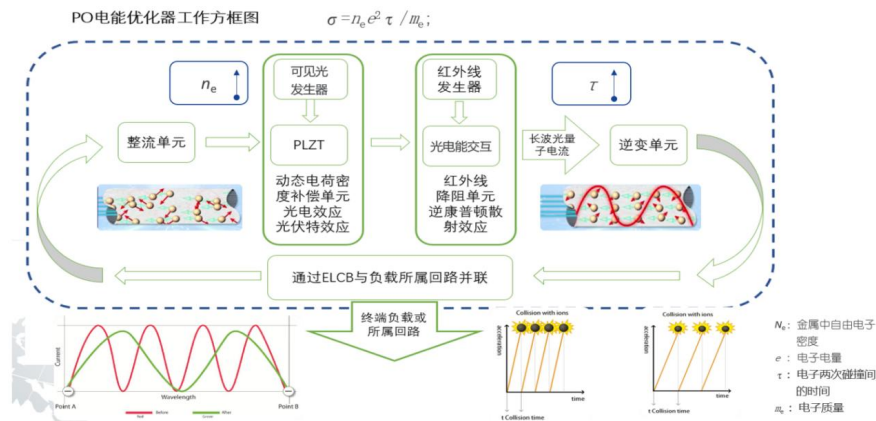 PO电能优化器工作方框图
σ=nₑe²τ/mₑ;
nₑ
可见光
发生器
红外线
发生器
τ
整流单元
PLZT
光电能交互
长波光量
子电流
逆变单元
动态电荷密
度补偿单元
光电效应
光伏特效应
红外线
降阻单元
逆康普顿散
射效应
通过ELCB与负载所属回路并联
终端负载或
所属回路
Current
Wavelength
Point A
Point B
Before
Red
After
Green
Collision with ions
acceleration
time
t Collision time
Collision with ions
acceleration
time
t Collision time
Nₑ: 金属中自由电子
密度
e : 电子电量
τ : 电子两次碰撞间
的时间
mₑ : 电子质量